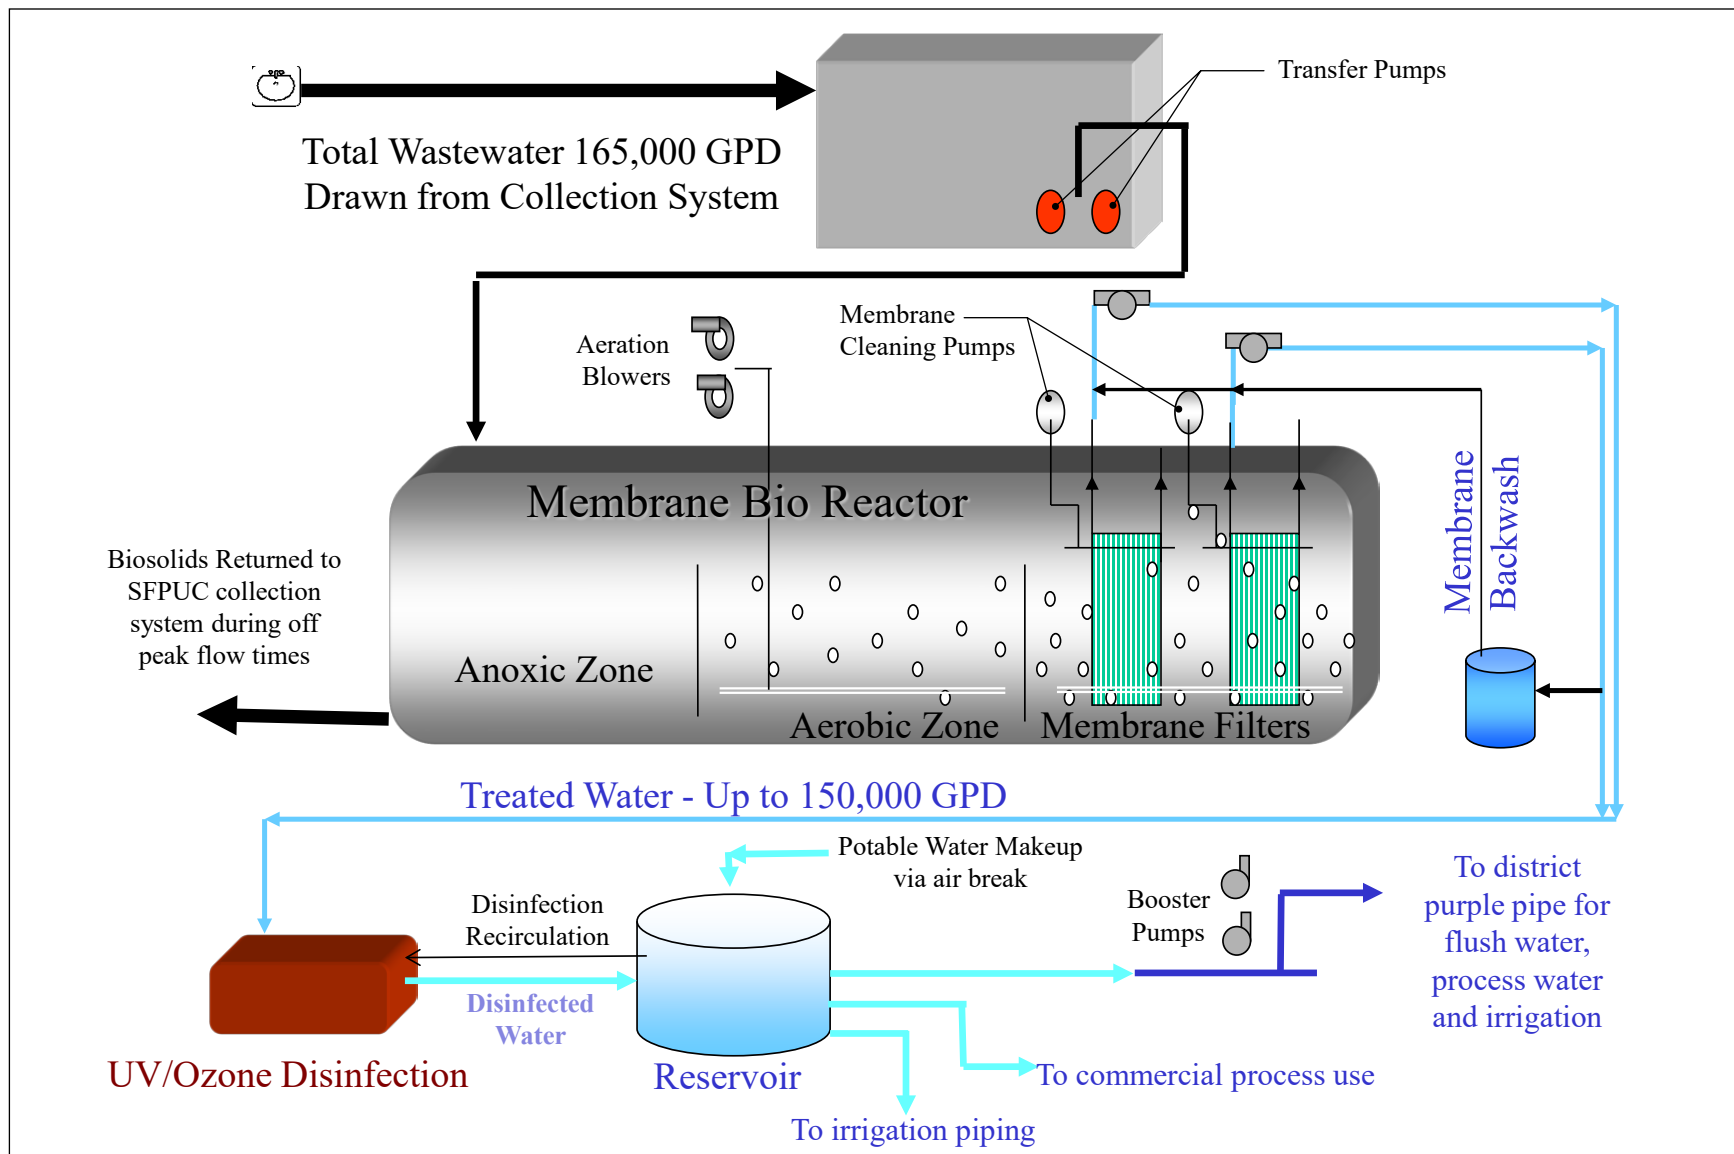 Transfer Pumps
Total Wastewater 165,000 GPD
Drawn from Collection System
Aeration
Blowers
Membrane
Cleaning Pumps
Membrane Bio Reactor
Membrane
Backwash
Biosolids Returned to
SFPUC collection
system during off
peak flow times
Anoxic Zone
Aerobic Zone
Membrane Filters
Treated Water - Up to 150,000 GPD
Potable Water Makeup
via air break
Disinfection
Recirculation
Booster
Pumps
To district
purple pipe for
flush water,
process water
and irrigation
Disinfected
Water
UV/Ozone Disinfection
Reservoir
To commercial process use
To irrigation piping